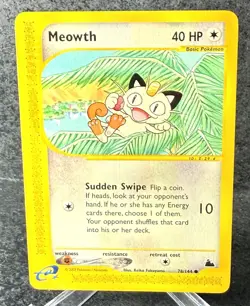 Meowth
40 HP
Basic Pokémon
Sudden Swipe Flip a coin.
If heads, look at your opponent's
hand. If he or she has any Energy
cards there, choose 1 of them.
Your opponent shuffles that card
into his or her deck.
10
weakness
resistance
retreat cost
76/144